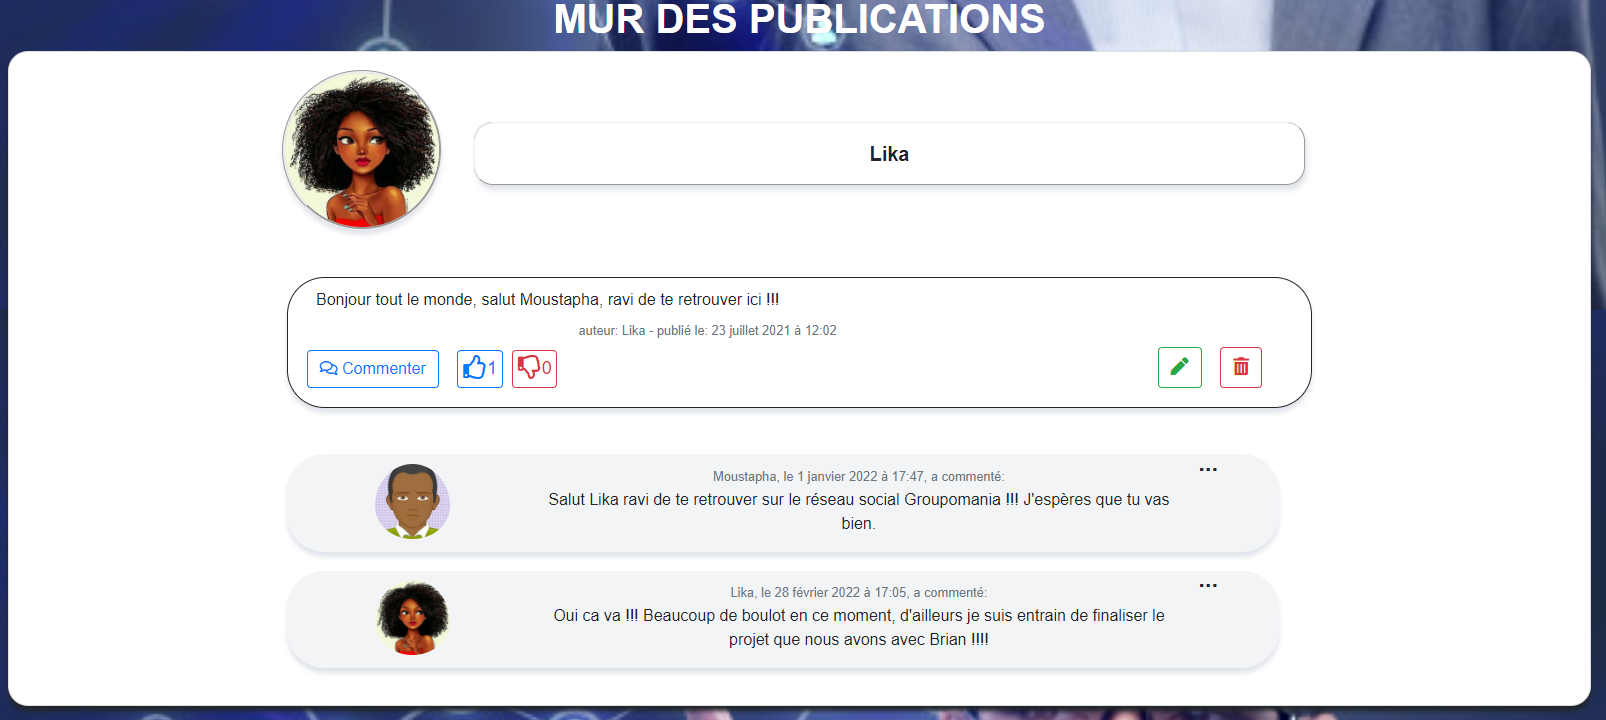 MUR DES PUBLICATIONS
Lika
Bonjour tout le monde, salut Moustapha, ravi de te retrouver ici !!!
auteur: Lika - publié le: 23 juillet 2021 à 12:02
Commenter 1 0
Moustapha, le 1 janvier 2022 à 17:47, a commenté:
...
Salut Lika ravi de te retrouver sur le réseau social Groupomania !!! J'espères que tu vas
bien.
Lika, le 28 février 2022 à 17:05, a commenté:
...
Oui ca va !!! Beaucoup de boulot en ce moment, d'ailleurs je suis entrain de finaliser le
projet que nous avons avec Brian !!!!